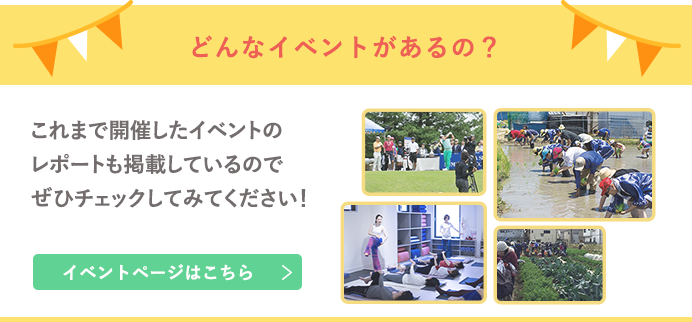 どんなイベントがあるの？
これまで開催したイベントの
レポートも掲載しているので
ぜひチェックしてみてください！
イベントページはこちら